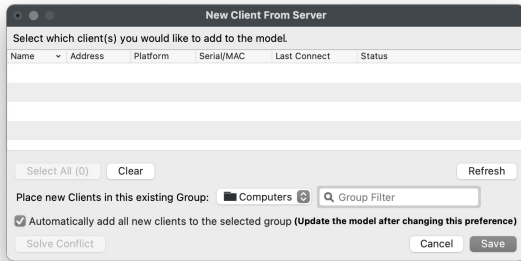 New Client From Server
Select which client(s) you would like to add to the model.
Name Address Platform Serial/MAC Last Connect Status
Select All (0) Clear Refresh
Place new Clients in this existing Group: Computers Group Filter
Automatically add all new clients to the selected group (Update the model after changing this preference)
Solve Conflict Cancel Save